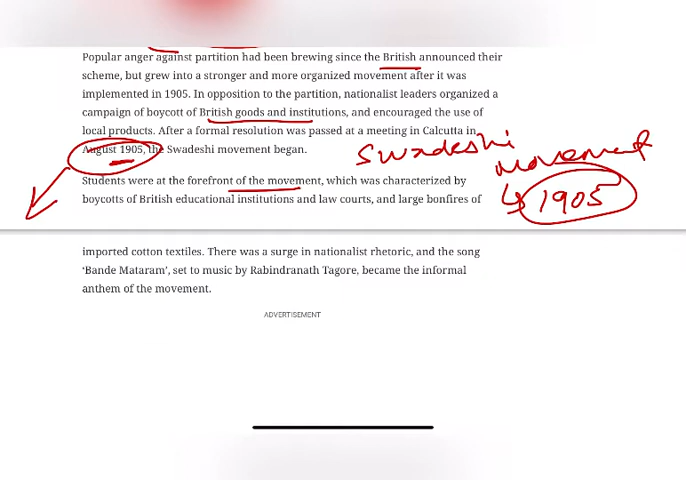 Popular anger against partition had been brewing since the British announced their
scheme, but grew into a stronger and more organized movement after it was
implemented in 1905. In opposition to the partition, nationalist leaders organized a
campaign of boycott of British goods and institutions, and encouraged the use of
local products. After a formal resolution was passed at a meeting in Calcutta in
August 1905, the Swadeshi movement began.
Swadeshi
movement
1905
Students were at the forefront of the movement, which was characterized by
boycotts of British educational institutions and law courts, and large bonfires of
imported cotton textiles. There was a surge in nationalist rhetoric, and the song
‘Bande Mataram’, set to music by Rabindranath Tagore, became the informal
anthem of the movement.
ADVERTISEMENT